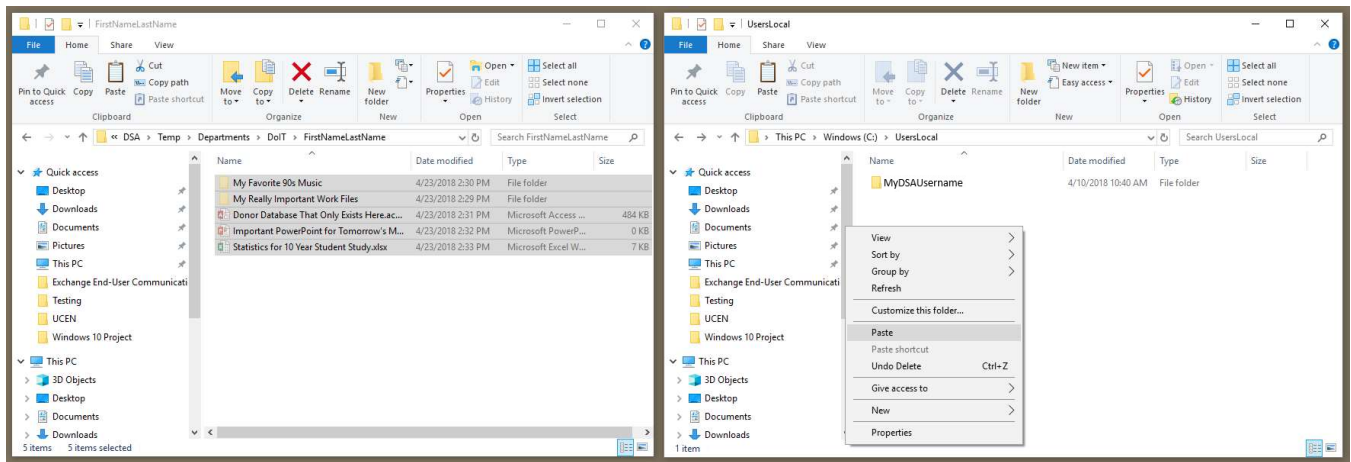 FirstNameLastName
File Home Share View
Pin to Quick access
Copy
Paste
Cut
Copy path
Paste shortcut
Clipboard
Move to
Copy to
Delete
Rename
Organize
New folder
New
Properties
Open
Edit
History
Open
Select all
Select none
Invert selection
Select
« DSA > Temp > Departments > DoIT > FirstNameLastName
Search FirstNameLastName
Quick access
Desktop
Downloads
Documents
Pictures
This PC
Exchange End-User Communicati
Testing
UCEN
Windows 10 Project
This PC
3D Objects
Desktop
Documents
Downloads
Name Date modified Type Size
My Favorite 90s Music 4/23/2018 2:30 PM File folder
My Really Important Work Files 4/23/2018 2:29 PM File folder
Donor Database That Only Exists Here.ac... 4/23/2018 2:31 PM Microsoft Access ... 484 KB
Important PowerPoint for Tomorrow's M... 4/23/2018 2:32 PM Microsoft PowerP... 0 KB
Statistics for 10 Year Student Study.xlsx 4/23/2018 2:33 PM Microsoft Excel W... 7 KB
5 items 5 items selected
UsersLocal
File Home Share View
Pin to Quick access
Copy
Paste
Cut
Copy path
Paste shortcut
Clipboard
Move to
Copy to
Delete
Rename
Organize
New folder
New item
Easy access
New
Properties
Open
Edit
History
Open
Select all
Select none
Invert selection
Select
> This PC > Windows (C:) > UsersLocal
Search UsersLocal
Quick access
Desktop
Downloads
Documents
Pictures
This PC
Exchange End-User Communicati
Testing
UCEN
Windows 10 Project
This PC
3D Objects
Desktop
Documents
Downloads
Name Date modified Type Size
MyDSAUsername 4/10/2018 10:40 AM File folder
View
Sort by
Group by
Refresh
Customize this folder...
Paste
Paste shortcut
Undo Delete Ctrl+Z
Give access to
New
Properties
1 item